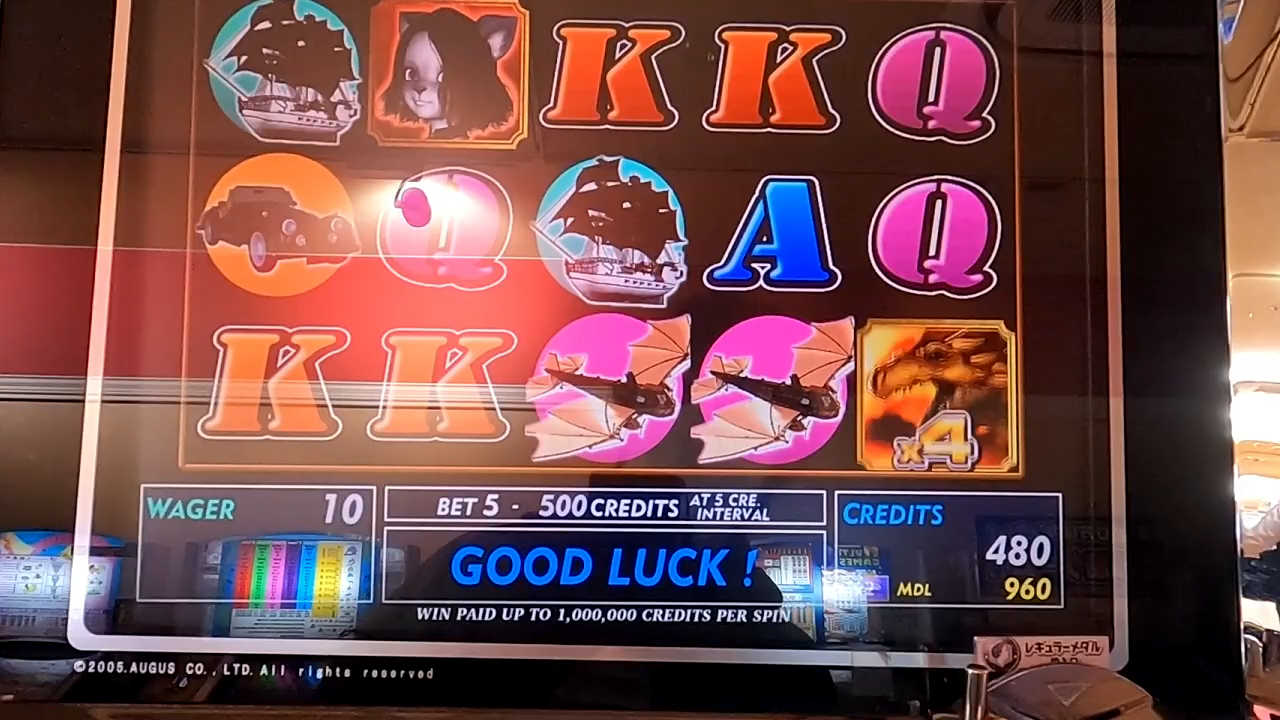 K K Q
Q A Q
K K
x4
WAGER 10
BET 5 - 500 CREDITS AT 5 CRE. INTERVAL
CREDITS
GOOD LUCK !
480
MDL 960
WIN PAID UP TO 1,000,000 CREDITS PER SPIN
レギュラーメダル
©2005.AUGUS CO., LTD. All rights reserved